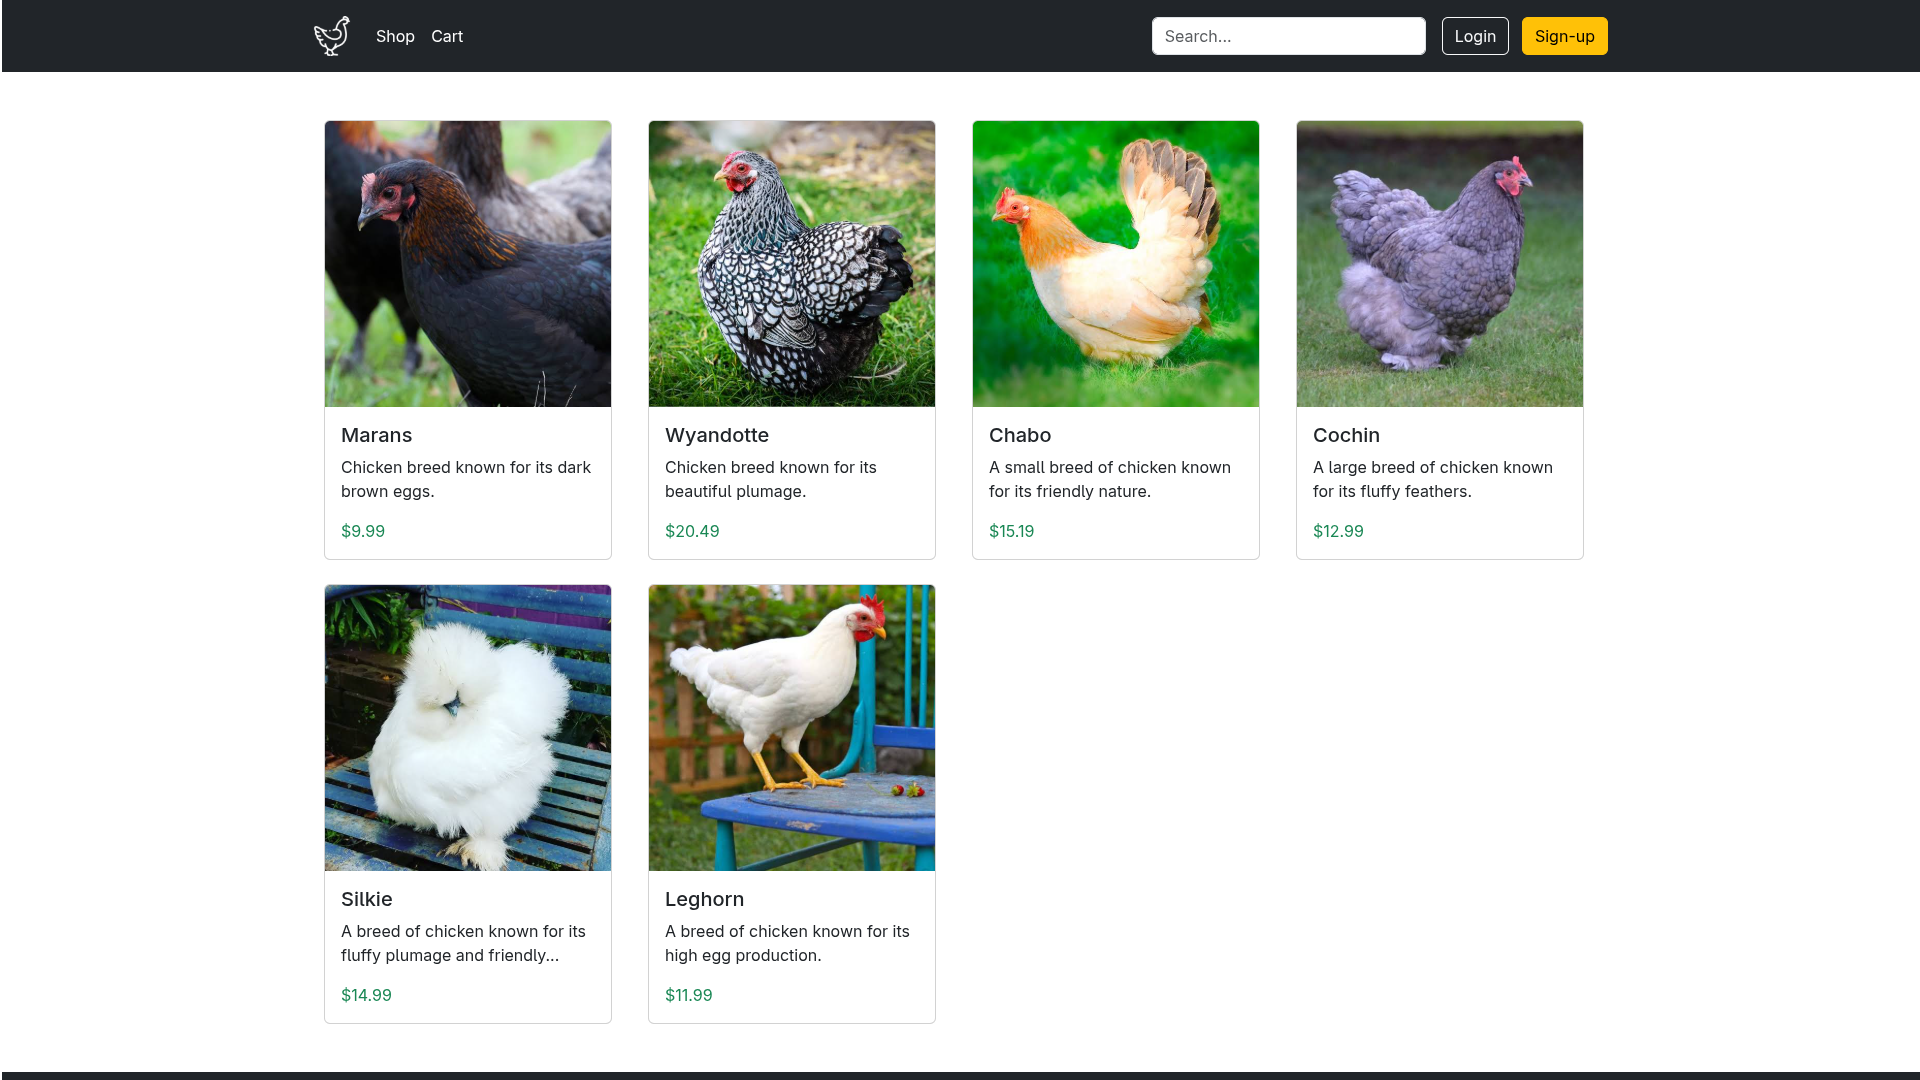 Shop Cart Search... Login Sign-up
Marans
Chicken breed known for its dark
brown eggs.
$9.99
Wyandotte
Chicken breed known for its
beautiful plumage.
$20.49
Chabo
A small breed of chicken known
for its friendly nature.
$15.19
Cochin
A large breed of chicken known
for its fluffy feathers.
$12.99
Silkie
A breed of chicken known for its
fluffy plumage and friendly...
$14.99
Leghorn
A breed of chicken known for its
high egg production.
$11.99